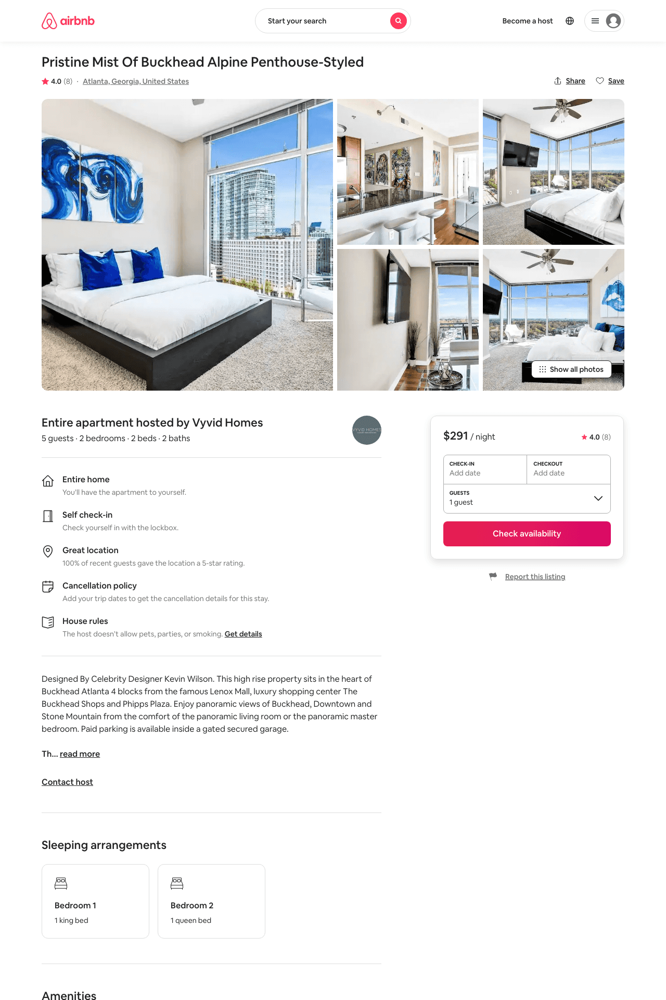 airbnb
Start your search
Become a host
Pristine Mist Of Buckhead Alpine Penthouse-Styled
4.0 (8) · Atlanta, Georgia, United States
Share
Save
Show all photos
Entire apartment hosted by Vyvid Homes
5 guests · 2 bedrooms · 2 beds · 2 baths
VYVID HOMES
$291 / night
4.0 (8)
CHECK-IN
Add date
CHECKOUT
Add date
GUESTS
1 guest
Check availability
Report this listing
Entire home
You’ll have the apartment to yourself.
Self check-in
Check yourself in with the lockbox.
Great location
100% of recent guests gave the location a 5-star rating.
Cancellation policy
Add your trip dates to get the cancellation details for this stay.
House rules
The host doesn’t allow pets, parties, or smoking. Get details
Designed By Celebrity Designer Kevin Wilson. This high rise property sits in the heart of
Buckhead Atlanta 4 blocks from the famous Lenox Mall, luxury shopping center The
Buckhead Shops and Phipps Plaza. Enjoy panoramic views of Buckhead, Downtown and
Stone Mountain from the comfort of the panoramic living room or the panoramic master
bedroom. Paid parking is available inside a gated secured garage.
Th... read more
Contact host
Sleeping arrangements
Bedroom 1
1 king bed
Bedroom 2
1 queen bed
Amenities